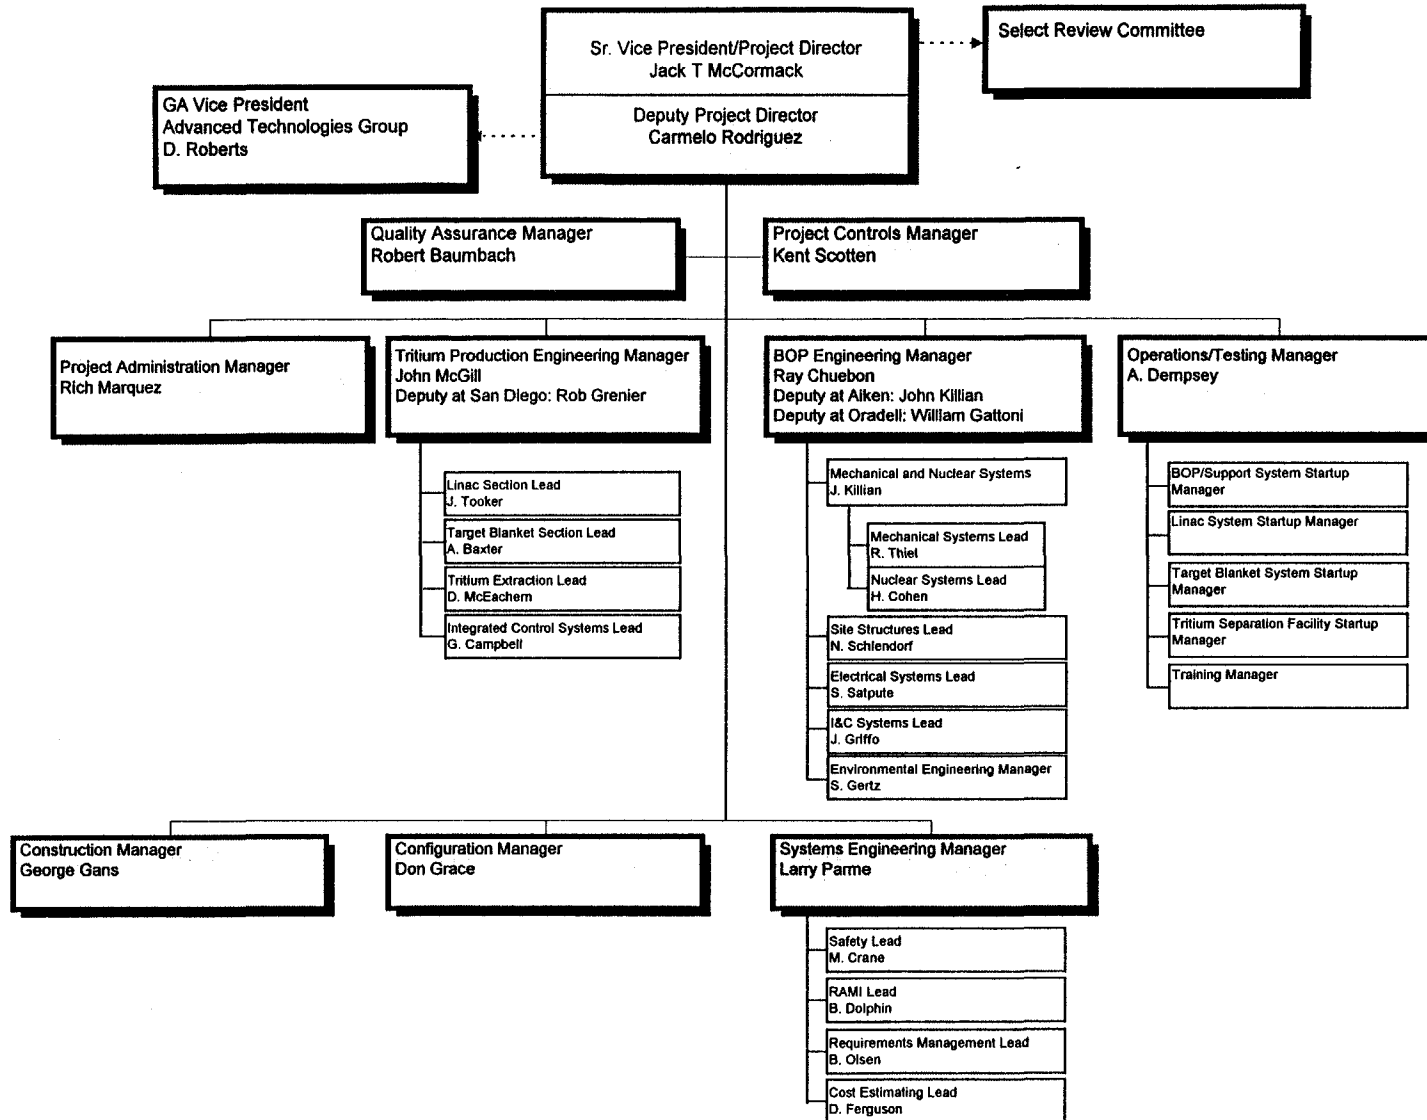 Sr. Vice President/Project Director
Jack T McCormack
Deputy Project Director
Carmelo Rodriguez
Select Review Committee
GA Vice President
Advanced Technologies Group
D. Roberts
Quality Assurance Manager
Robert Baumbach
Project Controls Manager
Kent Scotten
Project Administration Manager
Rich Marquez
Tritium Production Engineering Manager
John McGill
Deputy at San Diego: Rob Grenier
BOP Engineering Manager
Ray Chuebon
Deputy at Aiken: John Killian
Deputy at Oradell: William Gattoni
Operations/Testing Manager
A. Dempsey
Linac Section Lead
J. Tooker
Target Blanket Section Lead
A. Baxter
Tritium Extraction Lead
D. McEachern
Integrated Control Systems Lead
G. Campbell
Mechanical and Nuclear Systems
J. Killian
Mechanical Systems Lead
R. Thiel
Nuclear Systems Lead
H. Cohen
Site Structures Lead
N. Schlendorf
Electrical Systems Lead
S. Satpute
I&C Systems Lead
J. Griffo
Environmental Engineering Manager
S. Gertz
BOP/Support System Startup
Manager
Linac System Startup Manager
Target Blanket System Startup
Manager
Tritium Separation Facility Startup
Manager
Training Manager
Construction Manager
George Gans
Configuration Manager
Don Grace
Systems Engineering Manager
Larry Parme
Safety Lead
M. Crane
RAMI Lead
B. Dolphin
Requirements Management Lead
B. Olsen
Cost Estimating Lead
D. Ferguson